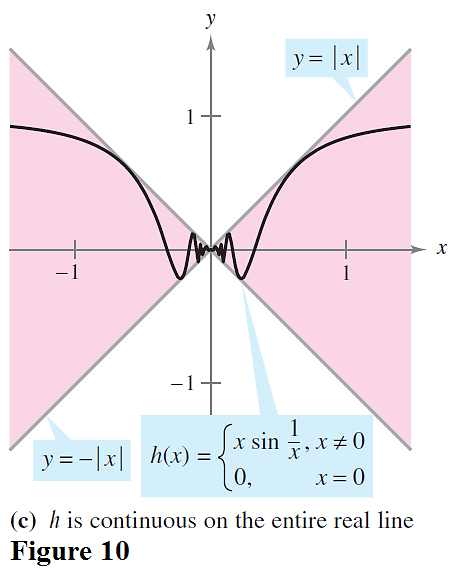 y
y = |x|
1
x
−1
1
−1
y = −|x|
h(x) = { x sin 1/x, x ≠ 0
0, x = 0
(c) h is continuous on the entire real line
Figure 10